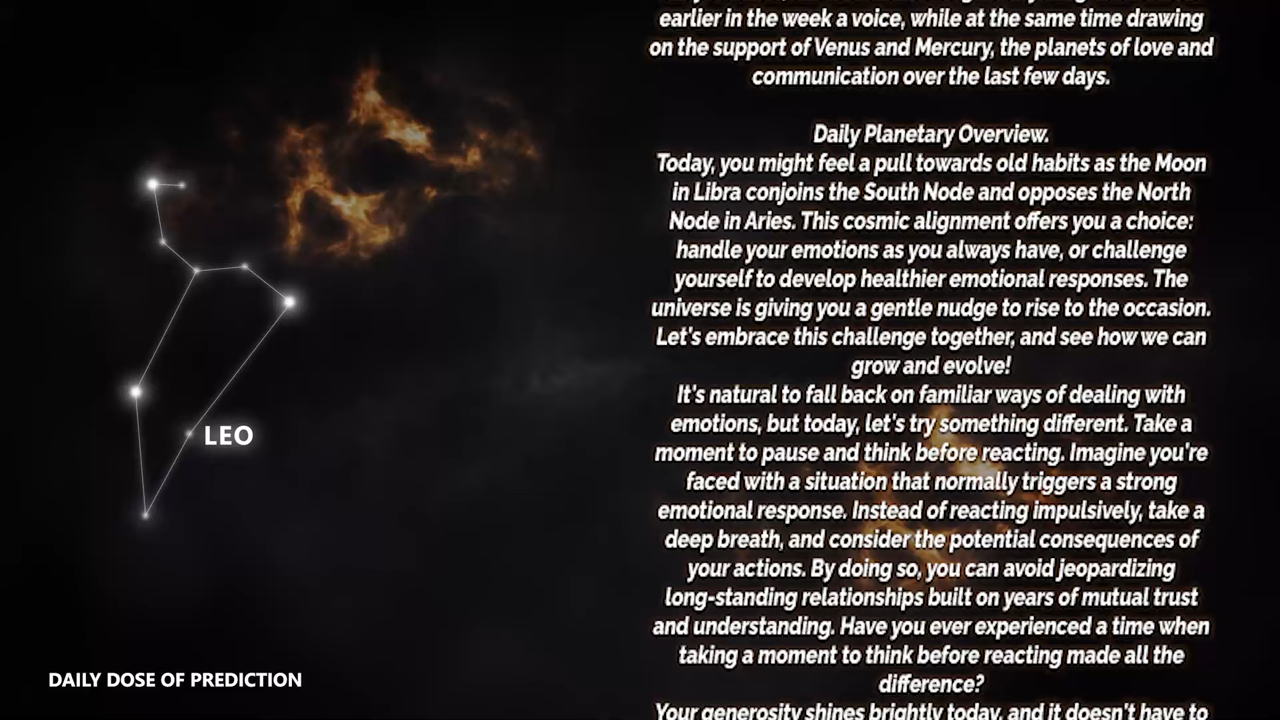 earlier in the week a voice, while at the same time drawing
on the support of Venus and Mercury, the planets of love and
communication over the last few days.
Daily Planetary Overview.
Today, you might feel a pull towards old habits as the Moon
in Libra conjoins the South Node and opposes the North
Node in Aries. This cosmic alignment offers you a choice:
handle your emotions as you always have, or challenge
yourself to develop healthier emotional responses. The
universe is giving you a gentle nudge to rise to the occasion.
Let's embrace this challenge together, and see how we can
grow and evolve!
It's natural to fall back on familiar ways of dealing with
emotions, but today, let's try something different. Take a
moment to pause and think before reacting. Imagine you're
faced with a situation that normally triggers a strong
emotional response. Instead of reacting impulsively, take a
deep breath, and consider the potential consequences of
your actions. By doing so, you can avoid jeopardizing
long-standing relationships built on years of mutual trust
and understanding. Have you ever experienced a time when
taking a moment to think before reacting made all the
difference?
Your generosity shines brightly today, and it doesn't have to
LEO
DAILY DOSE OF PREDICTION